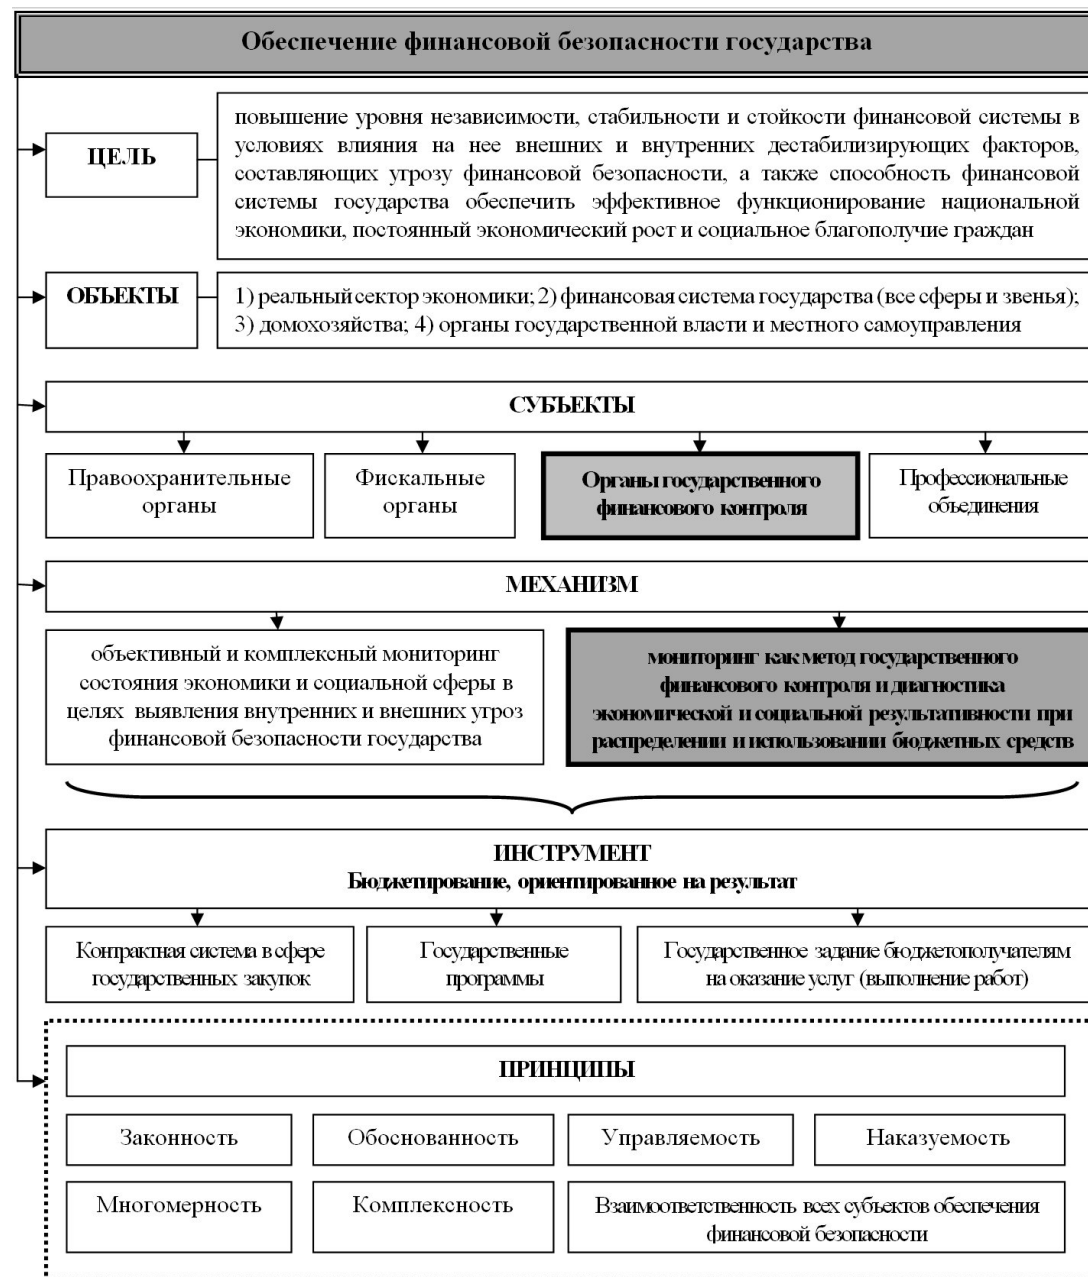 Обеспечение финансовой безопасности государства
ЦЕЛЬ
повышение уровня независимости, стабильности и стойкости финансовой системы в
условиях влияния на нее внешних и внутренних дестабилизирующих факторов,
составляющих угрозу финансовой безопасности, а также способность финансовой
системы государства обеспечить эффективное функционирование национальной
экономики, постоянный экономический рост и социальное благополучие граждан
ОБЪЕКТЫ
1) реальный сектор экономики; 2) финансовая система государства (все сферы и звенья);
3) домохозяйства; 4) органы государственной власти и местного самоуправления
СУБЪЕКТЫ
Правоохранительные
органы
Фискальные
органы
Органы государственного
финансового контроля
Профессиональные
объединения
МЕХАНИЗМ
объективный и комплексный мониторинг
состояния экономики и социальной сферы в
целях выявления внутренних и внешних угроз
финансовой безопасности государства
мониторинг как метод государственного
финансового контроля и диагностика
экономической и социальной результативности при
распределении и использовании бюджетных средств
ИНСТРУМЕНТ
Бюджетирование, ориентированное на результат
Контрактная система в сфере
государственных закупок
Государственные
программы
Государственное задание бюджетополучателям
на оказание услуг (выполнение работ)
ПРИНЦИПЫ
Законность
Обоснованность
Управляемость
Наказуемость
Многомерность
Комплексность
Взаимоответственность всех субъектов обеспечения
финансовой безопасности